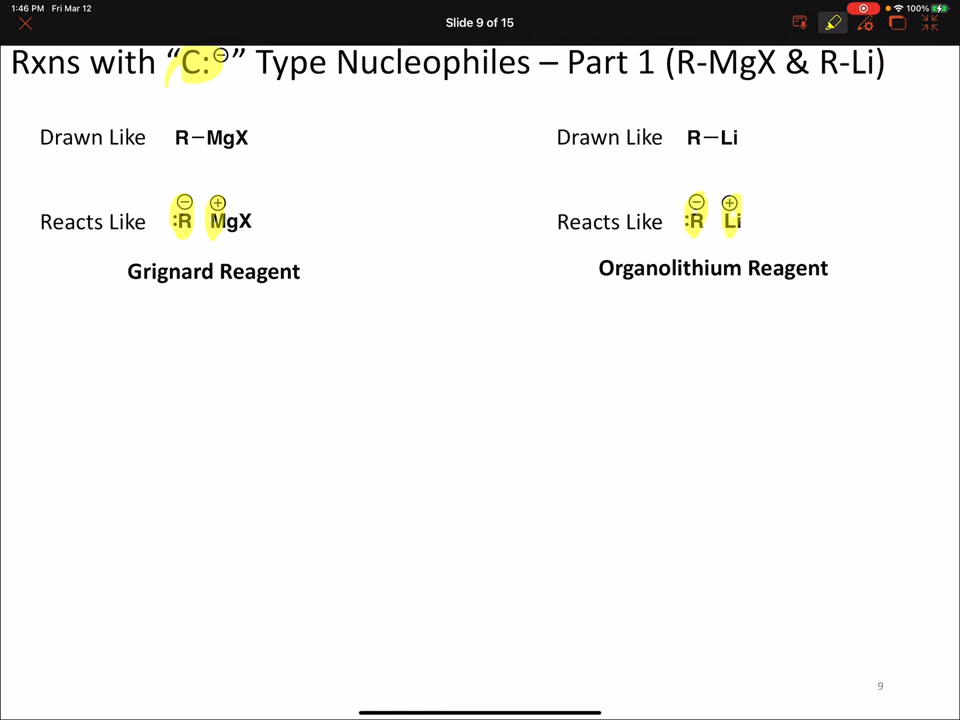 1:46 PM Fri Mar 12
Slide 9 of 15
100%
Rxns with “C:⊖” Type Nucleophiles – Part 1 (R-MgX & R-Li)
Drawn Like R–MgX
Drawn Like R–Li
⊖ ⊕
Reacts Like :R MgX
⊖ ⊕
Reacts Like :R Li
Grignard Reagent
Organolithium Reagent
9